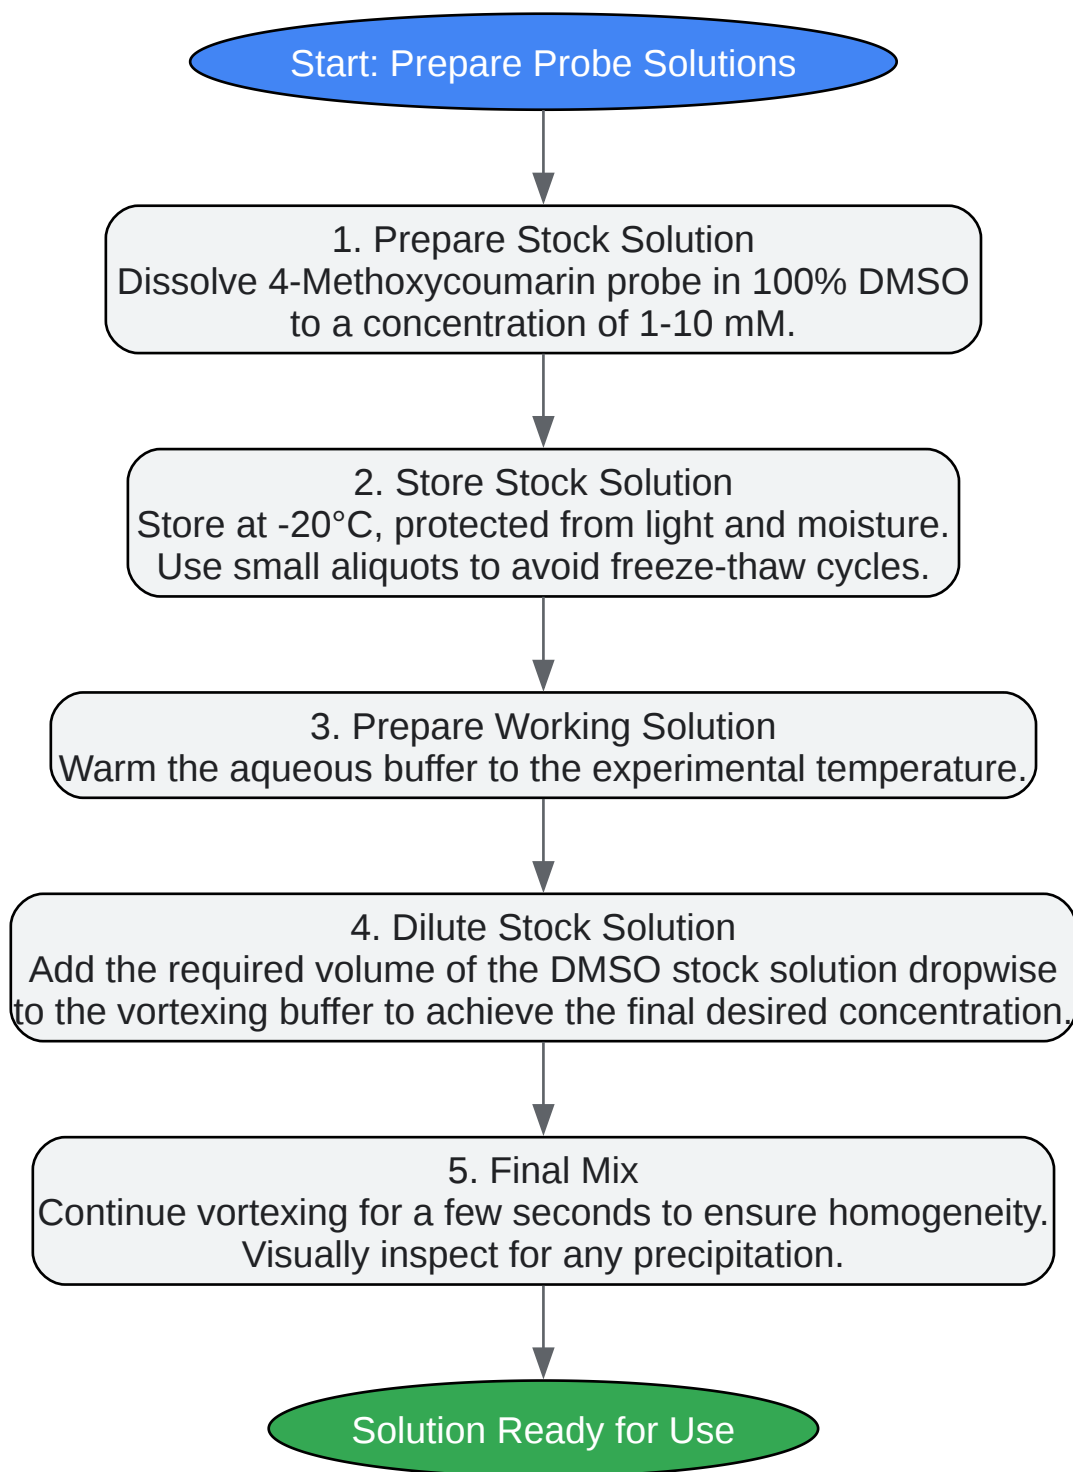 Start: Prepare Probe Solutions
1. Prepare Stock Solution
Dissolve 4-Methoxycoumarin probe in 100% DMSO
to a concentration of 1-10 mM.
2. Store Stock Solution
Store at -20°C, protected from light and moisture.
Use small aliquots to avoid freeze-thaw cycles.
3. Prepare Working Solution
Warm the aqueous buffer to the experimental temperature.
4. Dilute Stock Solution
Add the required volume of the DMSO stock solution dropwise
to the vortexing buffer to achieve the final desired concentration.
5. Final Mix
Continue vortexing for a few seconds to ensure homogeneity.
Visually inspect for any precipitation.
Solution Ready for Use